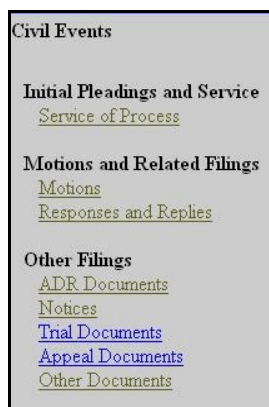 Civil Events
Initial Pleadings and Service
Service of Process
Motions and Related Filings
Motions
Responses and Replies
Other Filings
ADR Documents
Notices
Trial Documents
Appeal Documents
Other Documents